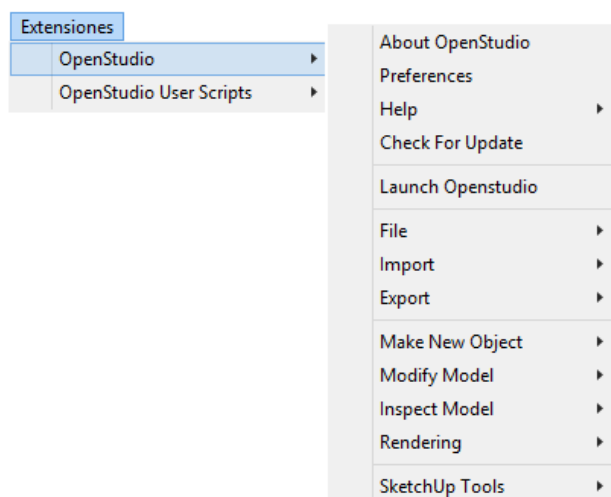 Extensiones
OpenStudio
OpenStudio User Scripts
About OpenStudio
Preferences
Help
Check For Update
Launch Openstudio
File
Import
Export
Make New Object
Modify Model
Inspect Model
Rendering
SketchUp Tools